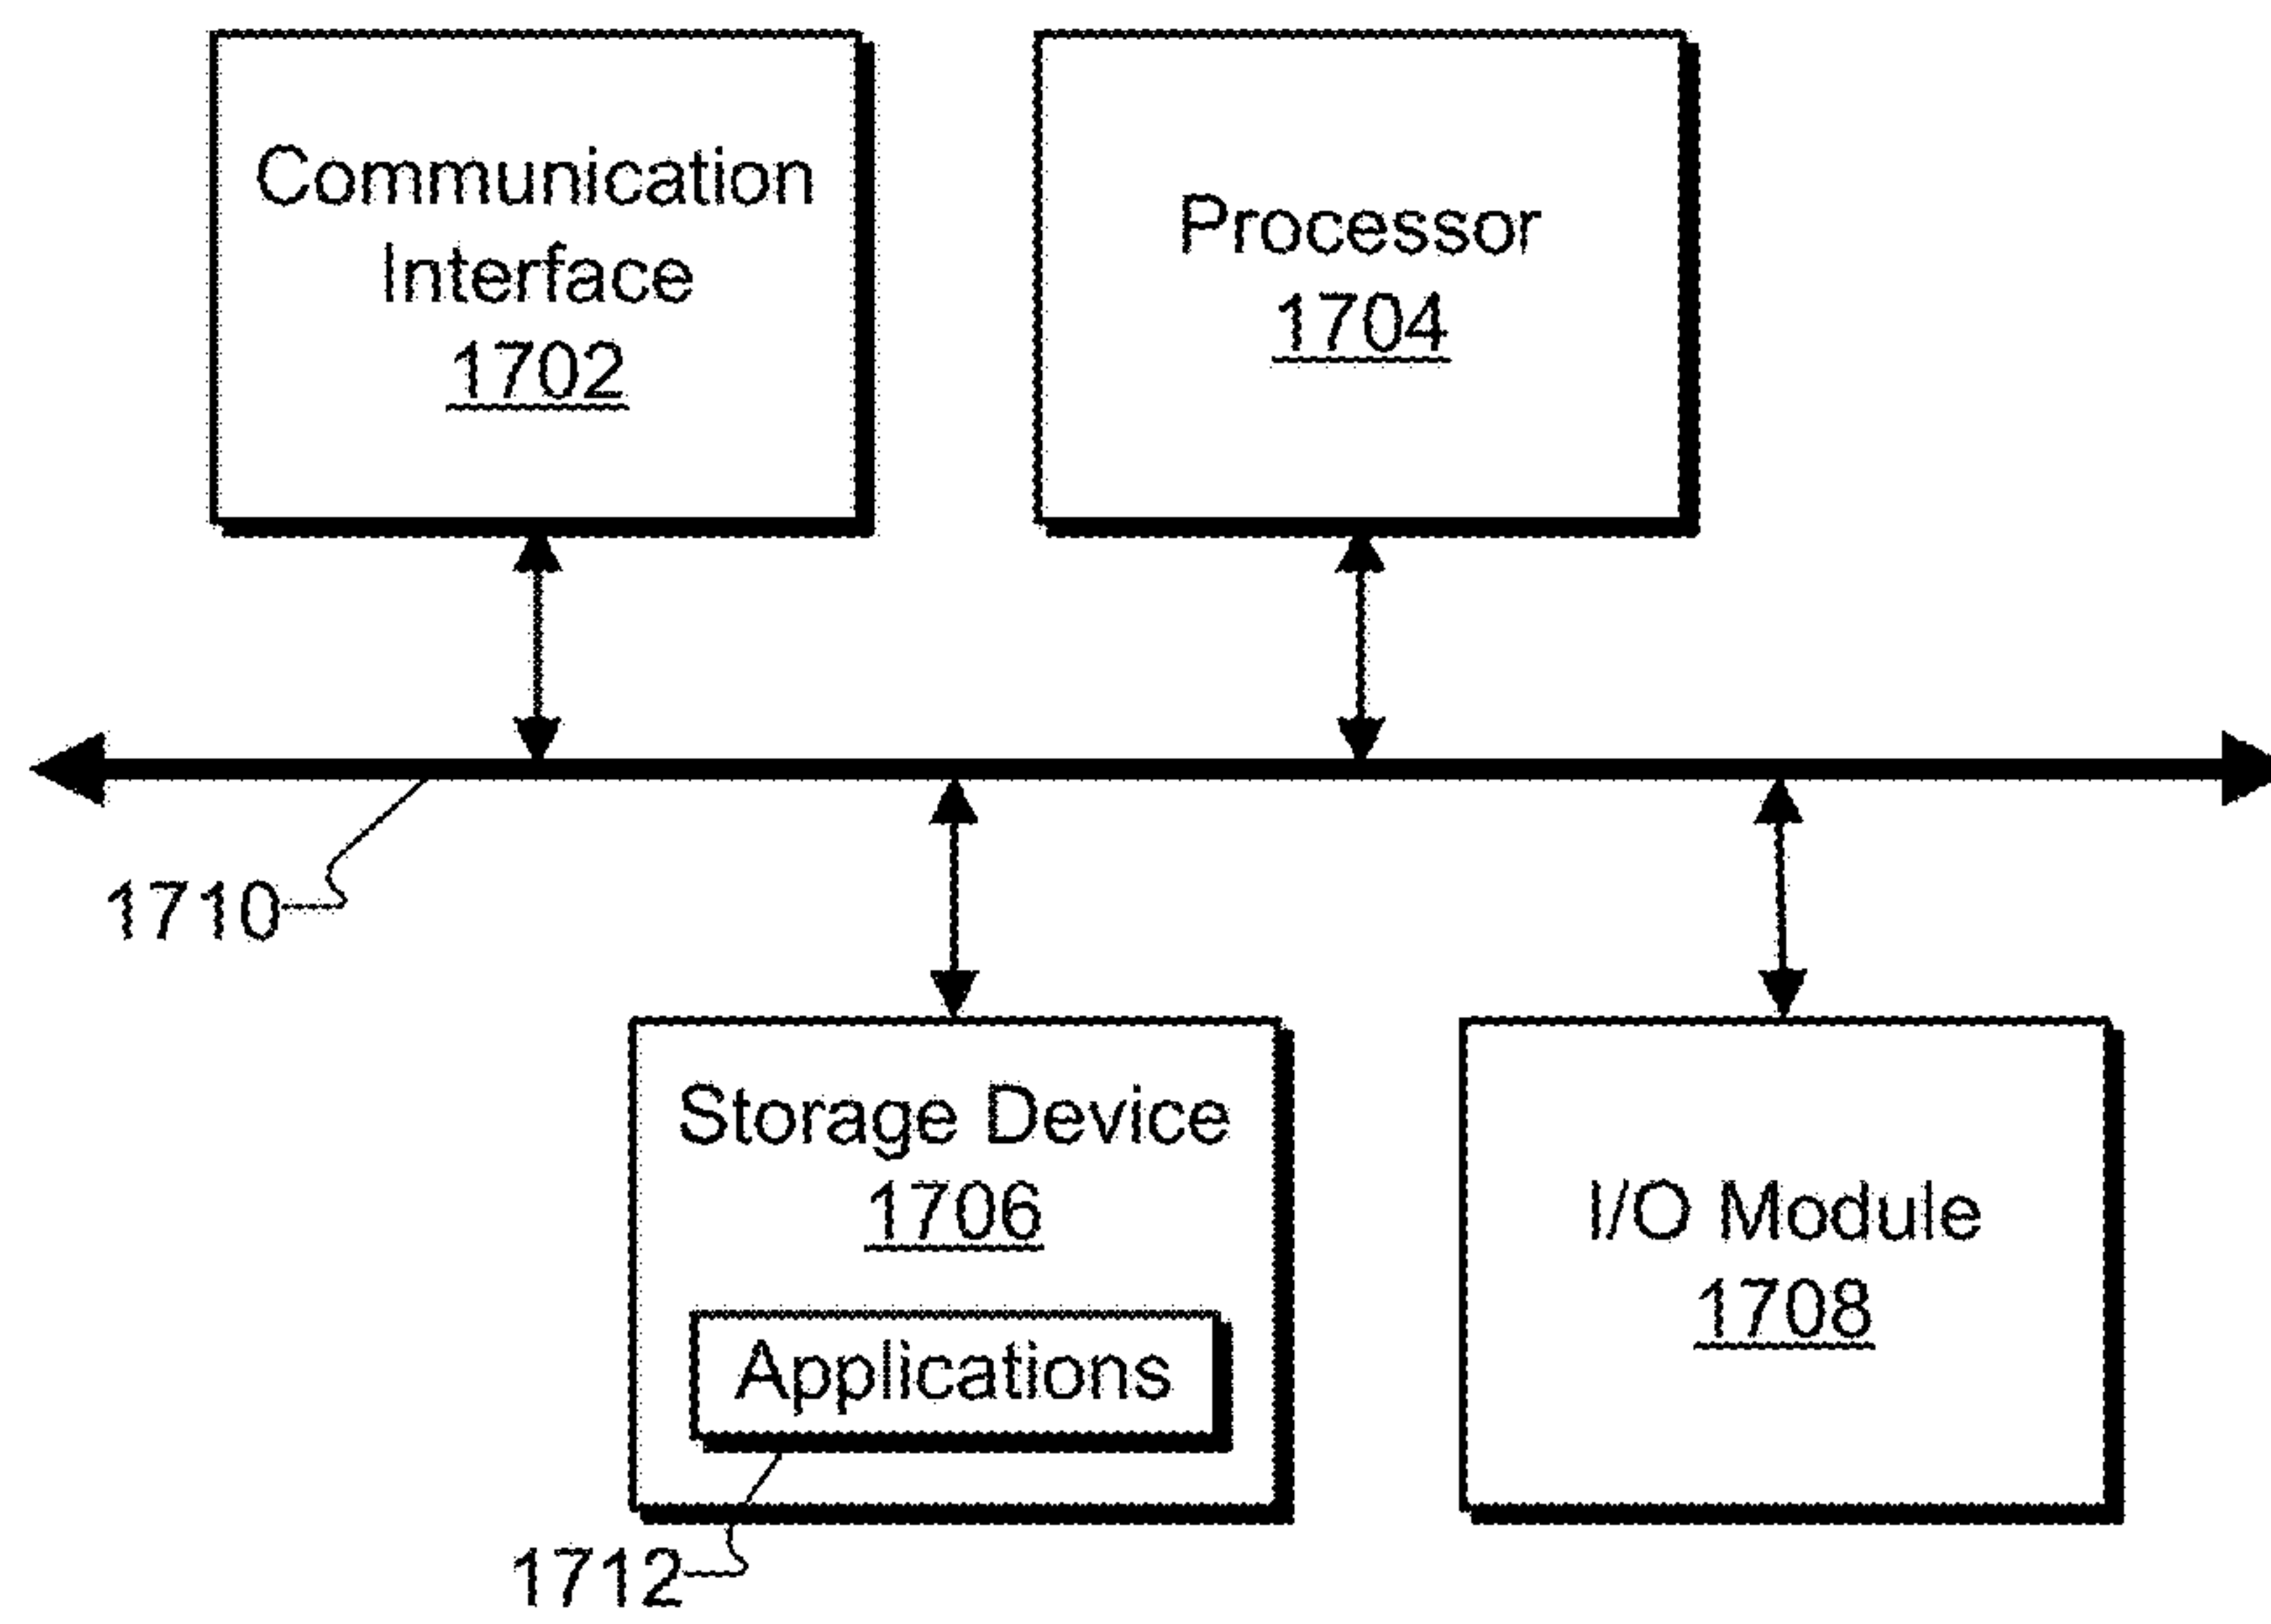 Communication
Interface
1702
Processor
1704
1710
Storage Device
1706
Applications
1712
I/O Module
1708